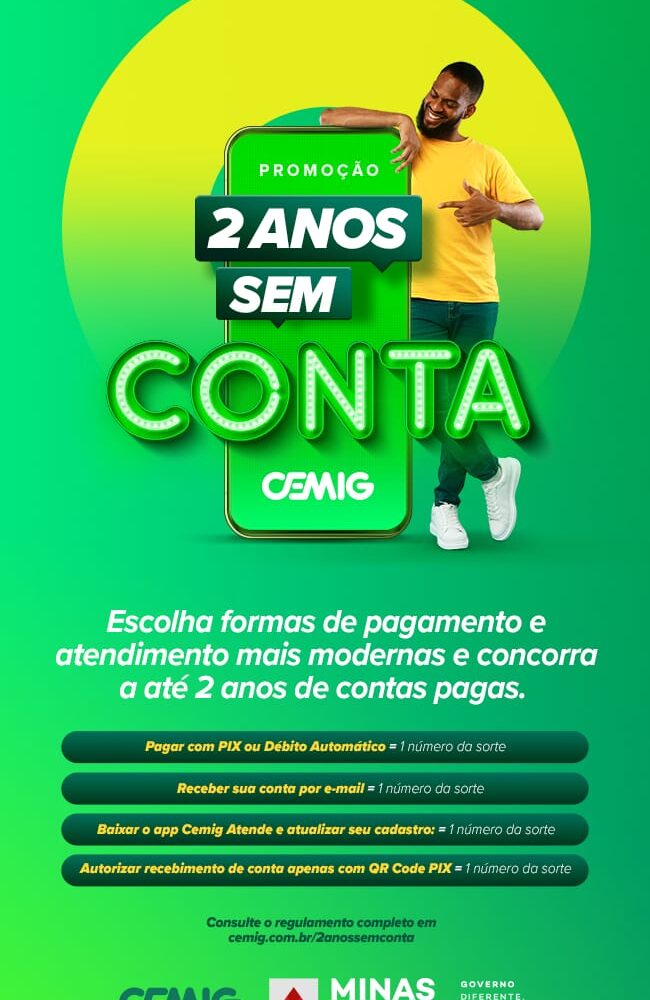 PROMOÇÃO
2 ANOS
SEM
CONTA
CEMIG
Escolha formas de pagamento e
atendimento mais modernas e concorra
a até 2 anos de contas pagas.
Pagar com PIX ou Débito Automático = 1 número da sorte
Receber sua conta por e-mail = 1 número da sorte
Baixar o app Cemig Atende e atualizar seu cadastro: = 1 número da sorte
Autorizar recebimento de conta apenas com QR Code PIX = 1 número da sorte
Consulte o regulamento completo em
cemig.com.br/2anossemconta
CEMIG
MINAS
GOVERNO
DIFERENTE.